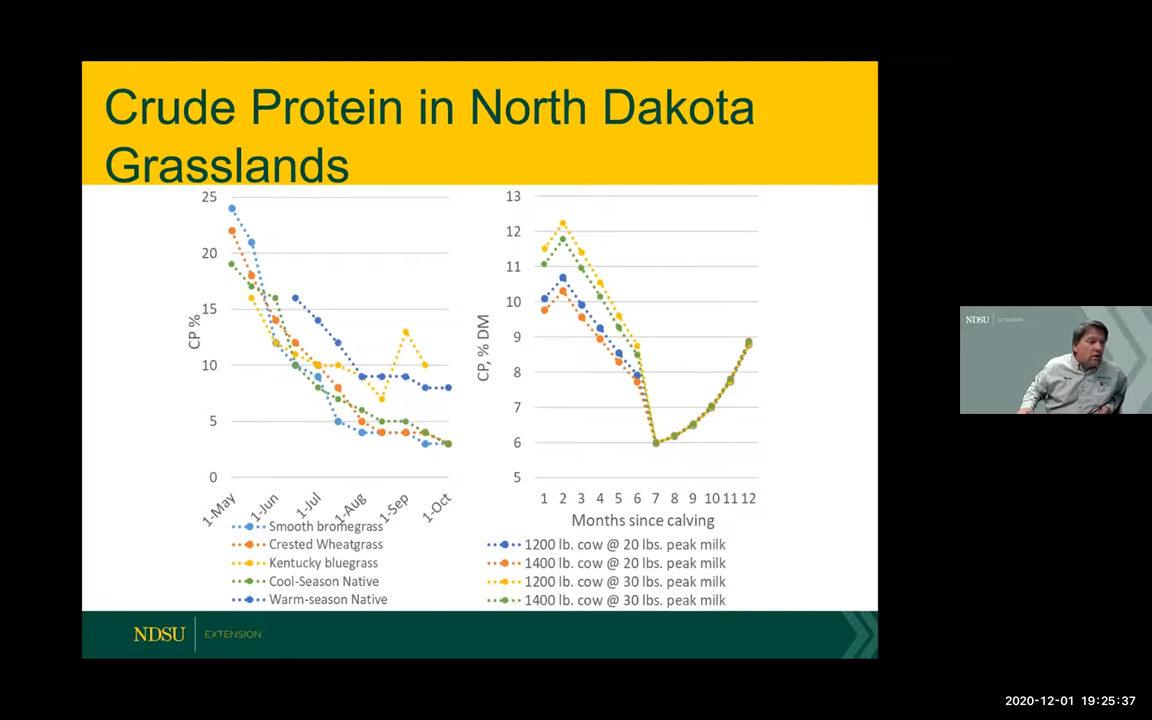 Crude Protein in North Dakota
Grasslands
25
20
15
10
5
0
CP %
1-May
1-Jun
1-Jul
1-Aug
1-Sep
1-Oct
Smooth bromegrass
Crested Wheatgrass
Kentucky bluegrass
Cool-Season Native
Warm-season Native
13
12
11
10
9
8
7
6
5
CP, % DM
1 2 3 4 5 6 7 8 9 10 11 12
Months since calving
1200 lb. cow @ 20 lbs. peak milk
1400 lb. cow @ 20 lbs. peak milk
1200 lb. cow @ 30 lbs. peak milk
1400 lb. cow @ 30 lbs. peak milk
NDSU EXTENSION
NDSU EXTENSION
2020-12-01 19:25:37